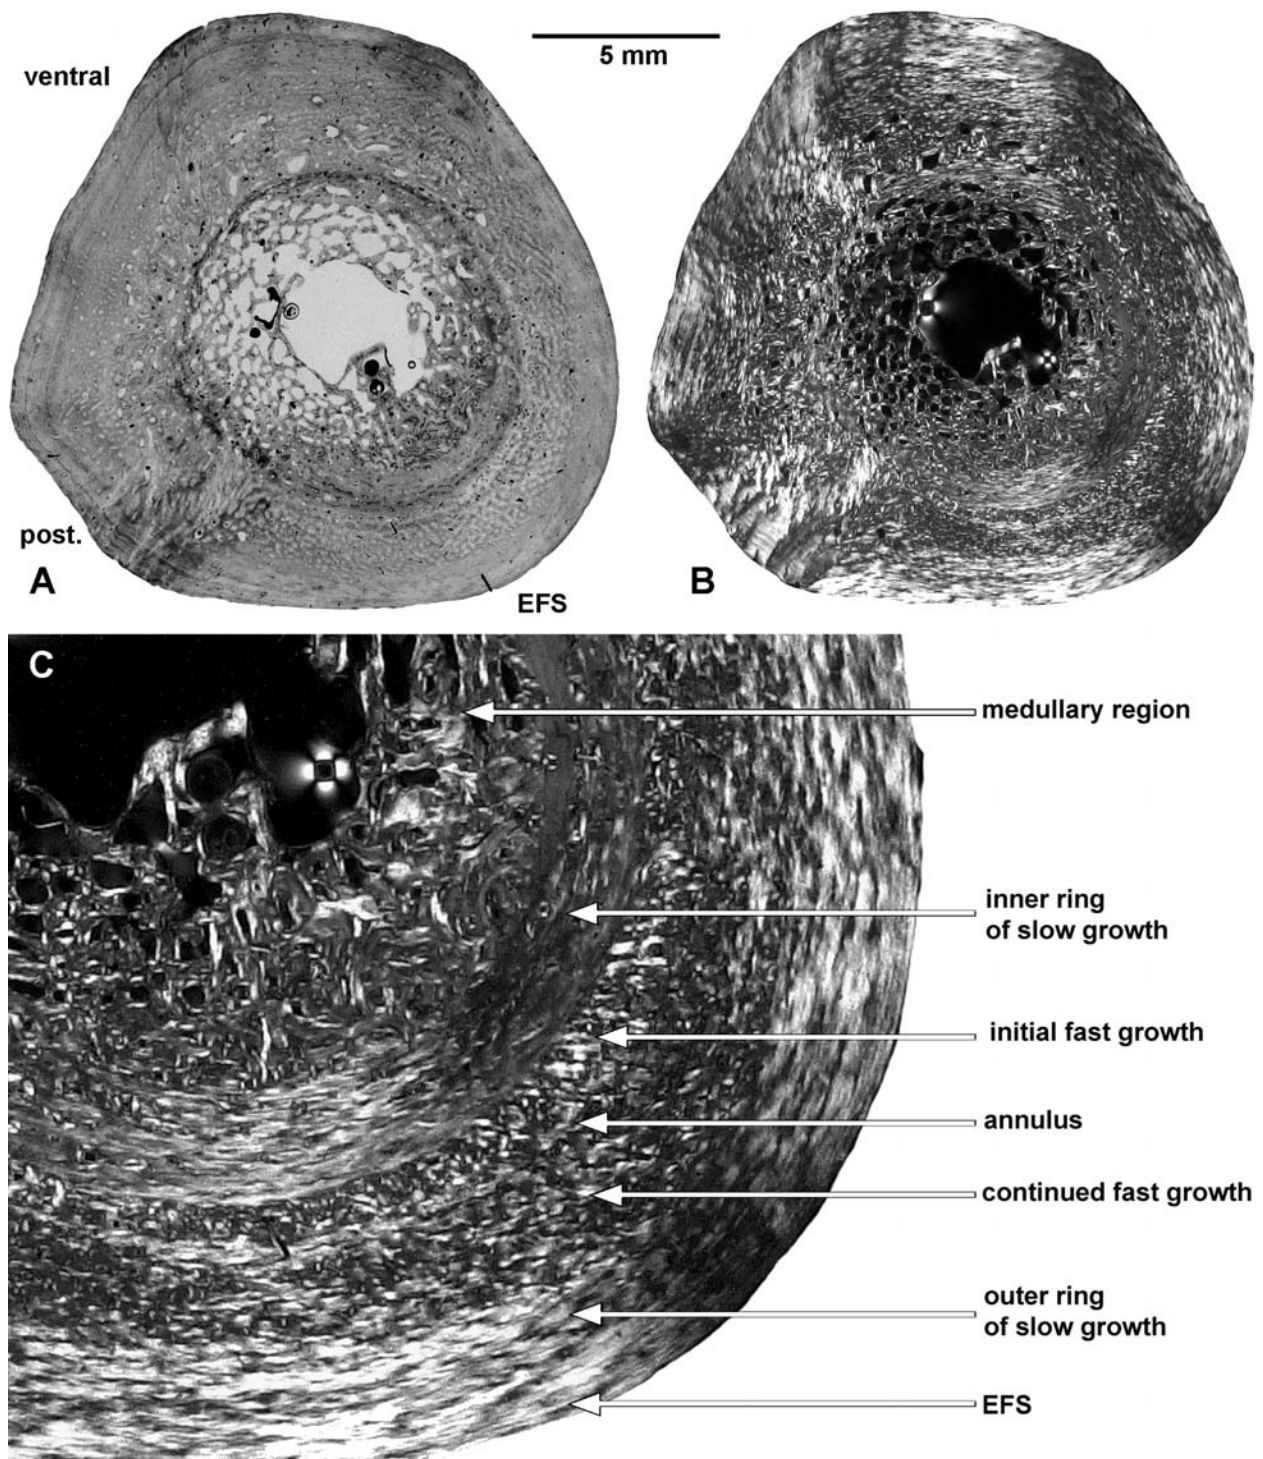 ventral
5 mm
post.
A
EFS
B
C
medullary region
inner ring
of slow growth
initial fast growth
annulus
continued fast growth
outer ring
of slow growth
EFS